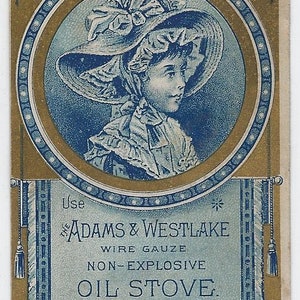 Use
THE ADAMS & WESTLAKE
WIRE GAUZE
NON-EXPLOSIVE
OIL STOVE.